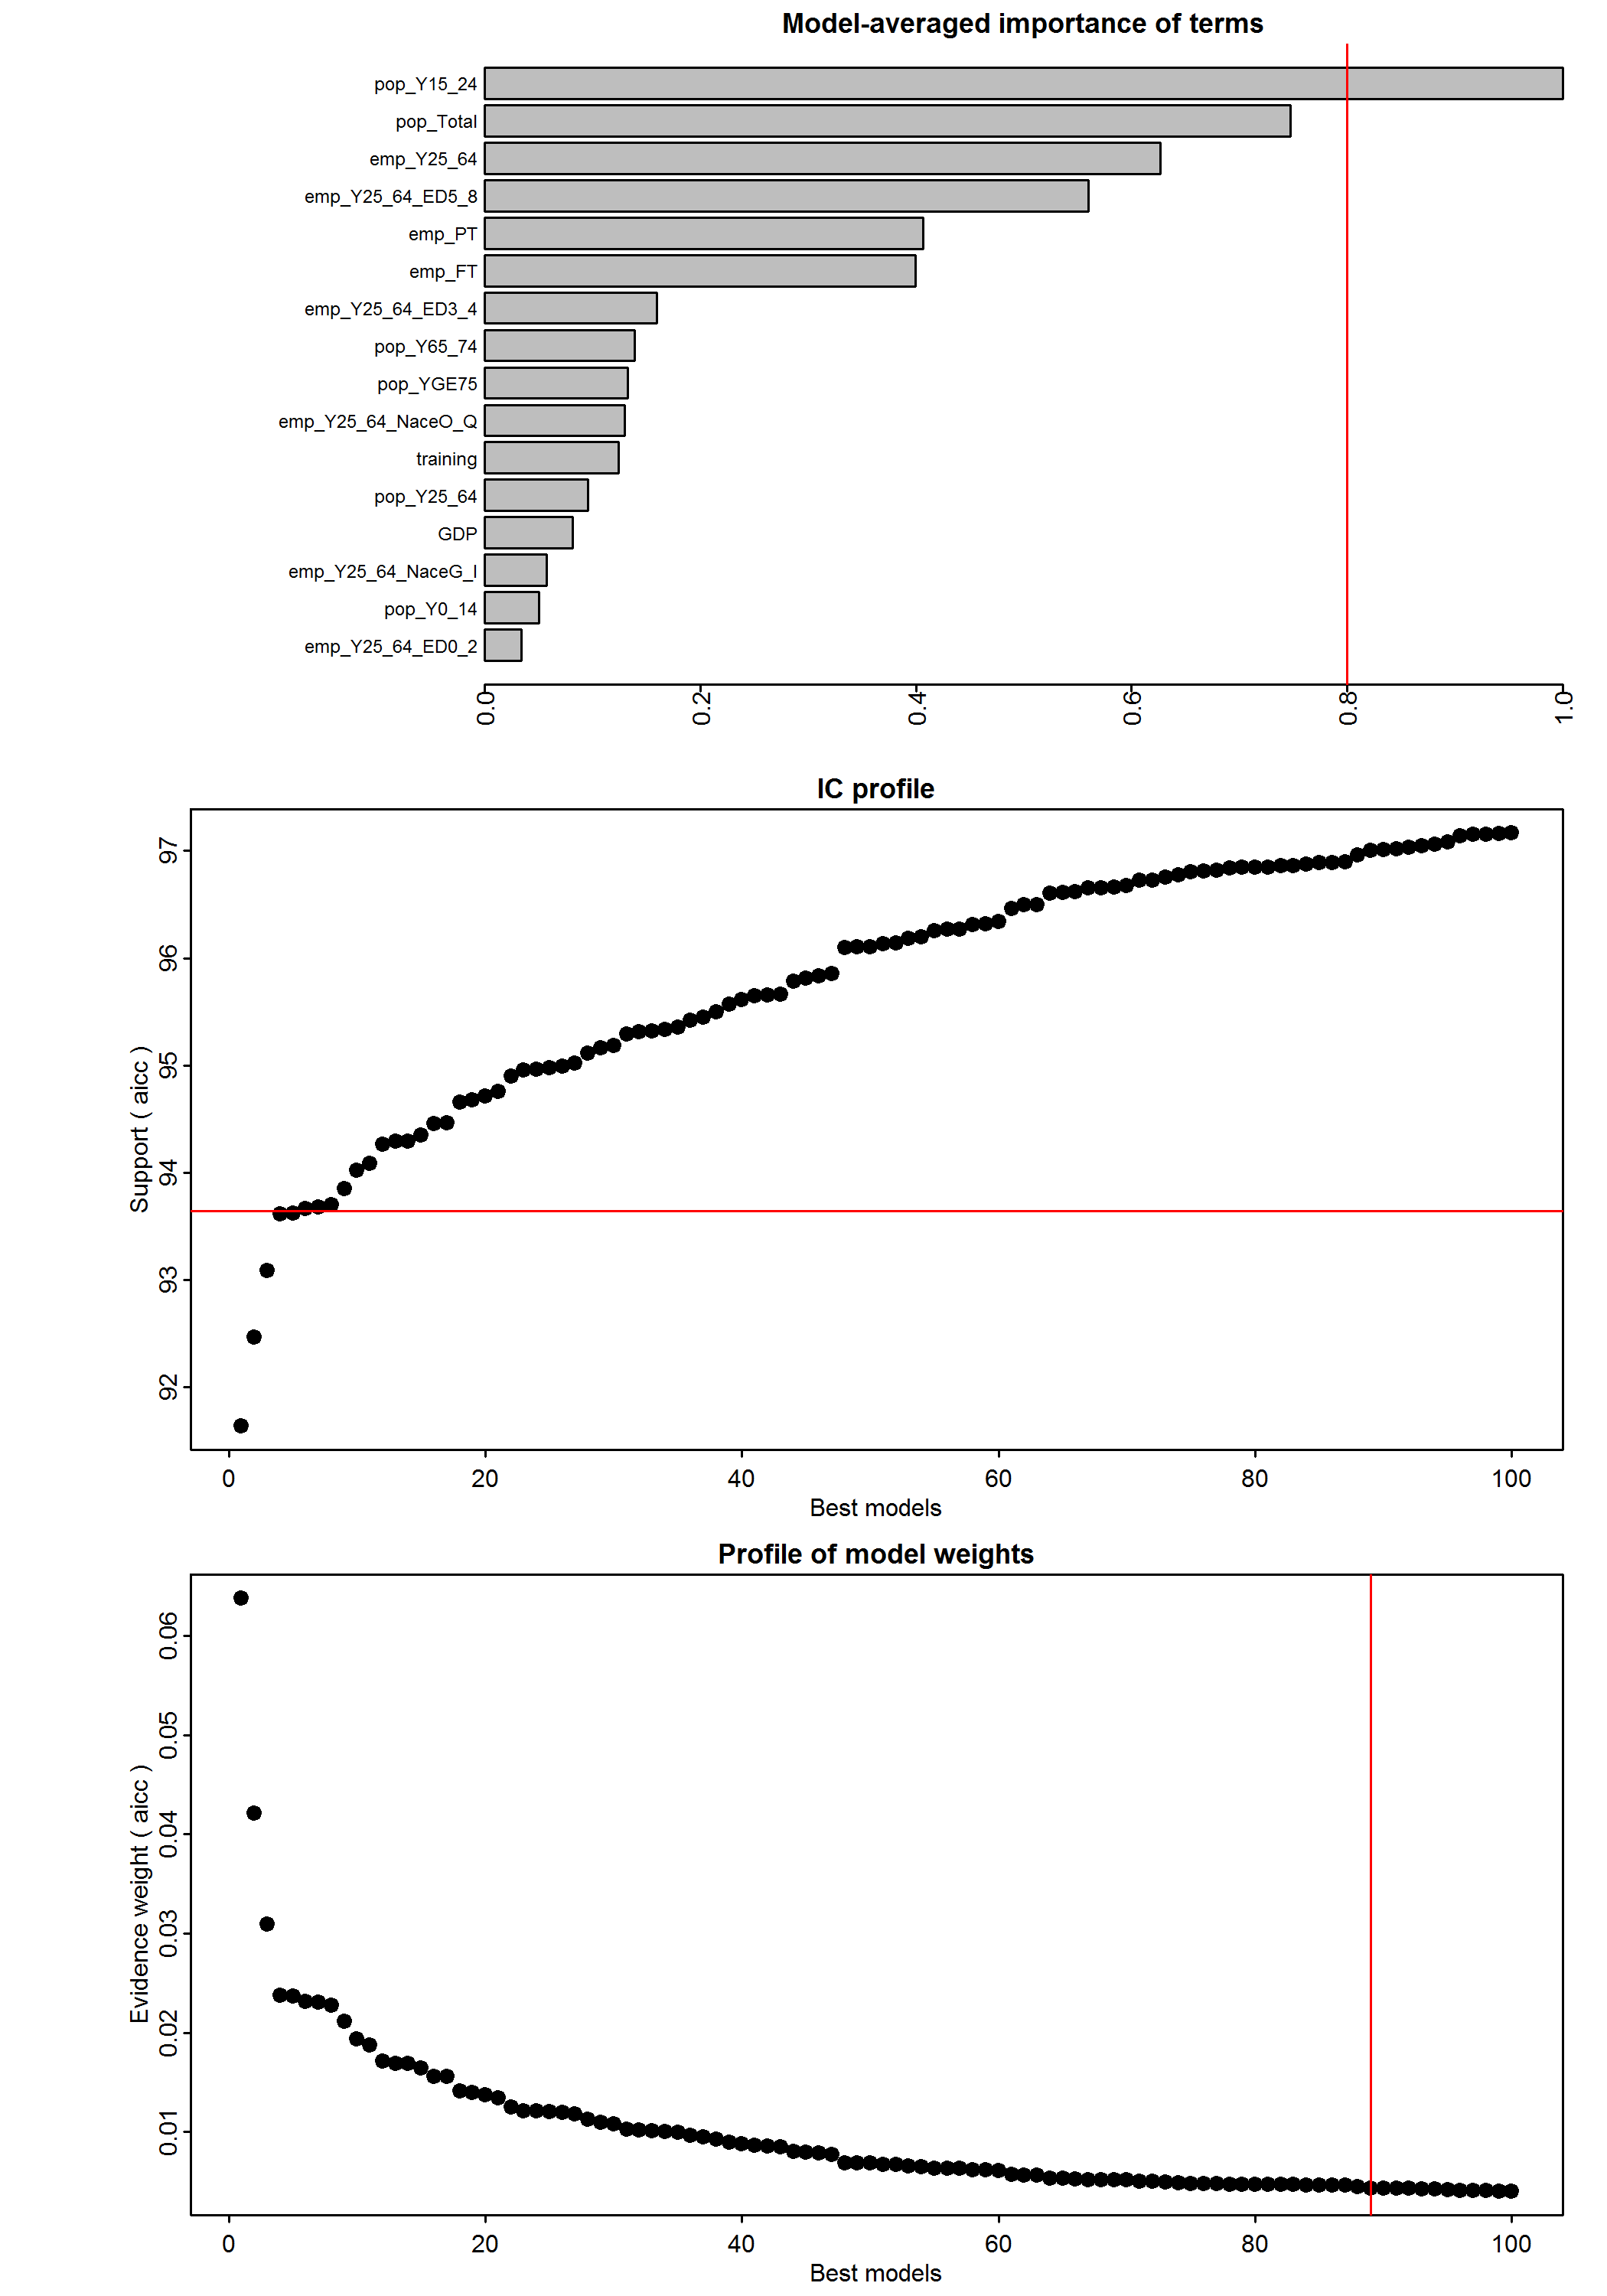 Model-averaged importance of terms
pop_Y15_24
pop_Total
emp_Y25_64
emp_Y25_64_ED5_8
emp_PT
emp_FT
emp_Y25_64_ED3_4
pop_Y65_74
pop_YGE75
emp_Y25_64_NaceO_Q
training
pop_Y25_64
GDP
emp_Y25_64_NaceG_I
pop_Y0_14
emp_Y25_64_ED0_2
0.0 0.2 0.4 0.6 0.8 1.0
IC profile
Support ( aicc )
97
96
95
94
93
92
0 20 40 60 80 100
Best models
Profile of model weights
Evidence weight ( aicc )
0.06
0.05
0.04
0.03
0.02
0.01
0 20 40 60 80 100
Best models